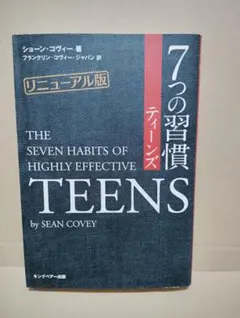 ショーン・コヴィー 著
フランクリン・コヴィー・ジャパン 訳
リニューアル版
7つの習慣
ティーンズ
THE
SEVEN HABITS OF
HIGHLY EFFECTIVE
TEENS
by SEAN COVEY
キングベアー出版